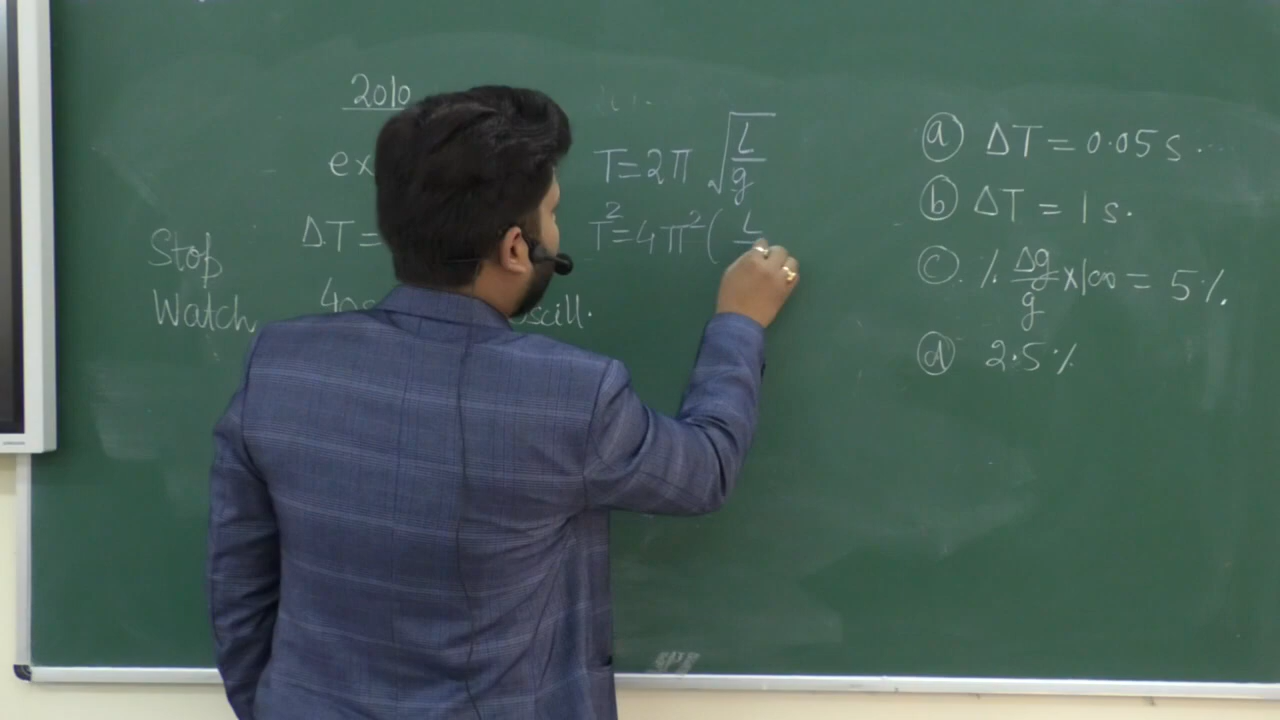 2010
ex
T=2π √(L/g)
ΔT=
T²=4π²( L
Stop
Watch
40s
oscill.
ⓐ ΔT = 0.05 s
ⓑ ΔT = 1 s.
ⓒ % Δg/g ×100 = 5%.
ⓓ 2.5%